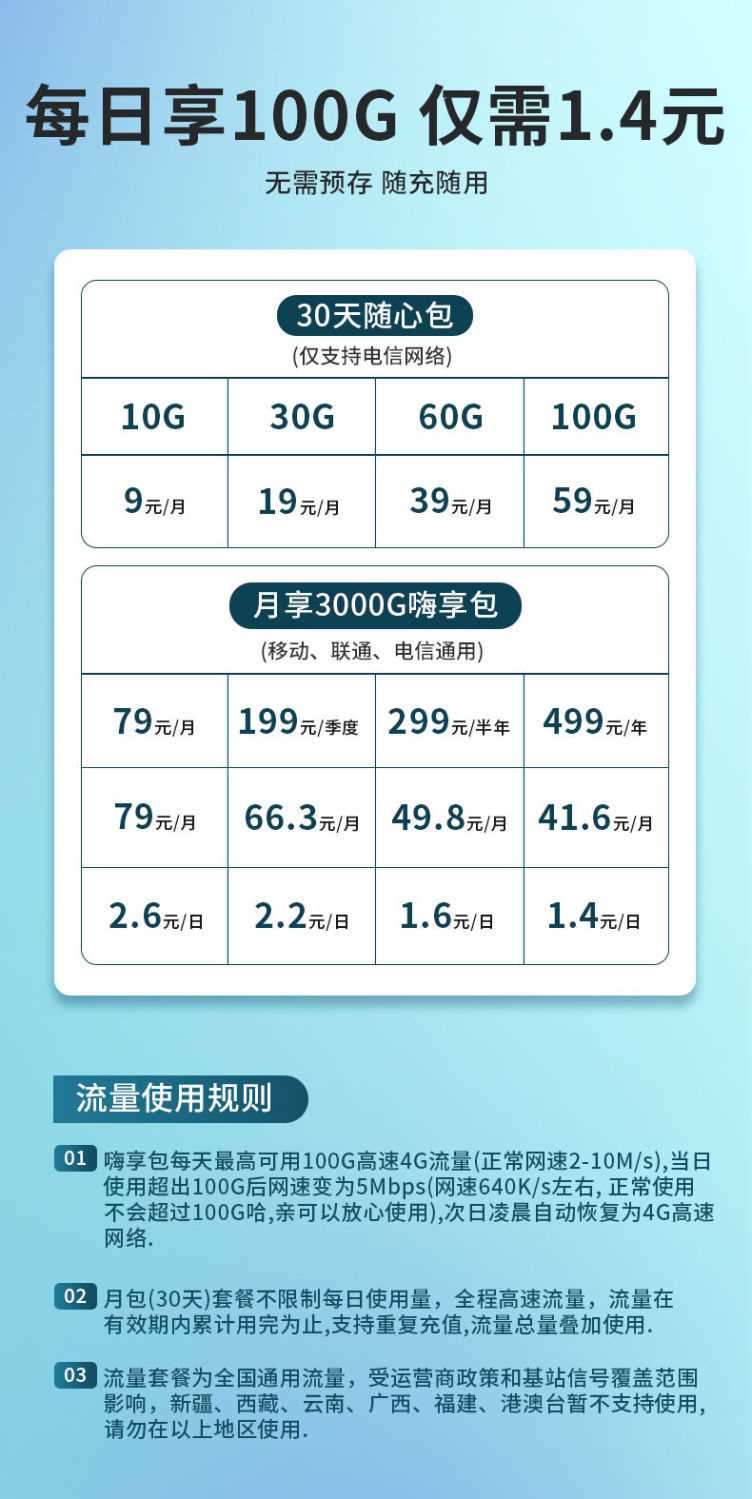 每日享100G 仅需1.4元
无需预存 随充随用
30天随心包
(仅支持电信网络)
10G 30G 60G 100G
9元/月 19元/月 39元/月 59元/月
月享3000G嗨享包
(移动、联通、电信通用)
79元/月 199元/季度 299元/半年 499元/年
79元/月 66.3元/月 49.8元/月 41.6元/月
2.6元/日 2.2元/日 1.6元/日 1.4元/日
流量使用规则
01 嗨享包每天最高可用100G高速4G流量(正常网速2-10M/s),当日
使用超出100G后网速变为5Mbps(网速640K/s左右, 正常使用
不会超过100G哈,亲可以放心使用),次日凌晨自动恢复为4G高速
网络.
02 月包(30天)套餐不限制每日使用量，全程高速流量，流量在
有效期内累计用完为止,支持重复充值,流量总量叠加使用.
03 流量套餐为全国通用流量，受运营商政策和基站信号覆盖范围
影响，新疆、西藏、云南、广西、福建、港澳台暂不支持使用,
请勿在以上地区使用.